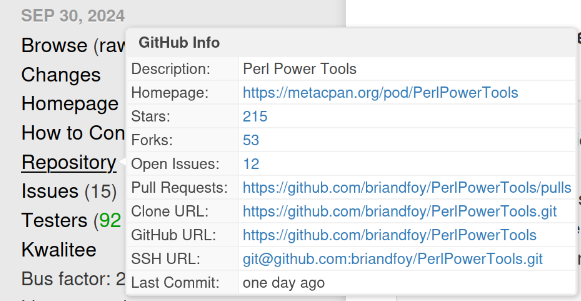 SEP 30, 2024
Browse (raw
Changes
Homepage
How to Con
Repository
Issues (15)
Testers (92
Kwalitee
Bus factor: 2
GitHub Info
Description: Perl Power Tools
Homepage: https://metacpan.org/pod/PerlPowerTools
Stars: 215
Forks: 53
Open Issues: 12
Pull Requests: https://github.com/briandfoy/PerlPowerTools/pulls
Clone URL: https://github.com/briandfoy/PerlPowerTools.git
GitHub URL: https://github.com/briandfoy/PerlPowerTools
SSH URL: git@github.com:briandfoy/PerlPowerTools.git
Last Commit: one day ago